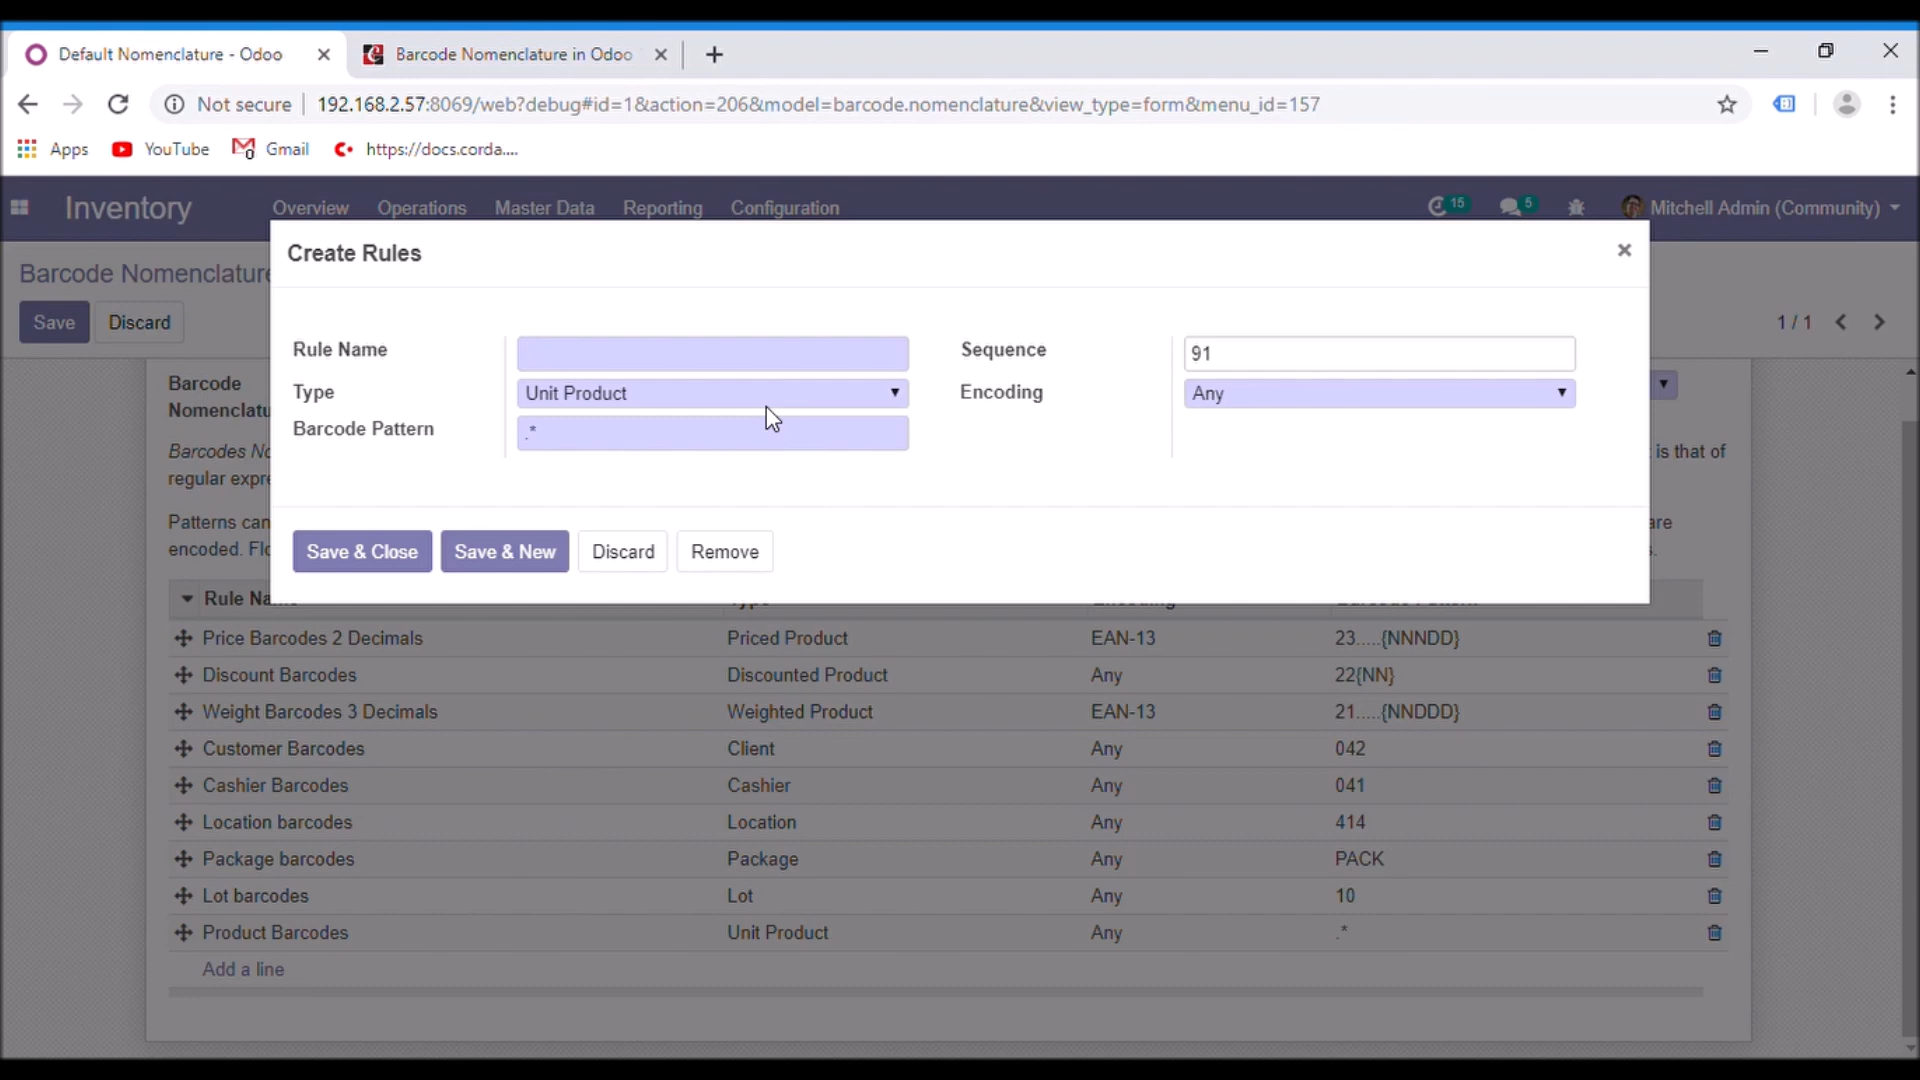 Default Nomenclature - Odoo
Barcode Nomenclature in Odoo
Not secure
192.168.2.57:8069/web?debug#id=1&action=206&model=barcode.nomenclature&view_type=form&menu_id=157
Apps YouTube Gmail https://docs.corda....
Inventory Overview Operations Master Data Reporting Configuration 15 5 Mitchell Admin (Community)
Create Rules
Barcode Nomenclature
Save Discard 1 / 1
Rule Name Sequence 91
Type Unit Product Encoding Any
Barcode Pattern .*
Save & Close Save & New Discard Remove
Barcode
Nomenclatu
Barcodes No is that of
regular expre
Patterns can are
encoded. Flo s.
Rule Na
Price Barcodes 2 Decimals Priced Product EAN-13 23.....{NNNDD}
Discount Barcodes Discounted Product Any 22{NN}
Weight Barcodes 3 Decimals Weighted Product EAN-13 21.....{NNDDD}
Customer Barcodes Client Any 042
Cashier Barcodes Cashier Any 041
Location barcodes Location Any 414
Package barcodes Package Any PACK
Lot barcodes Lot Any 10
Product Barcodes Unit Product Any .*
Add a line